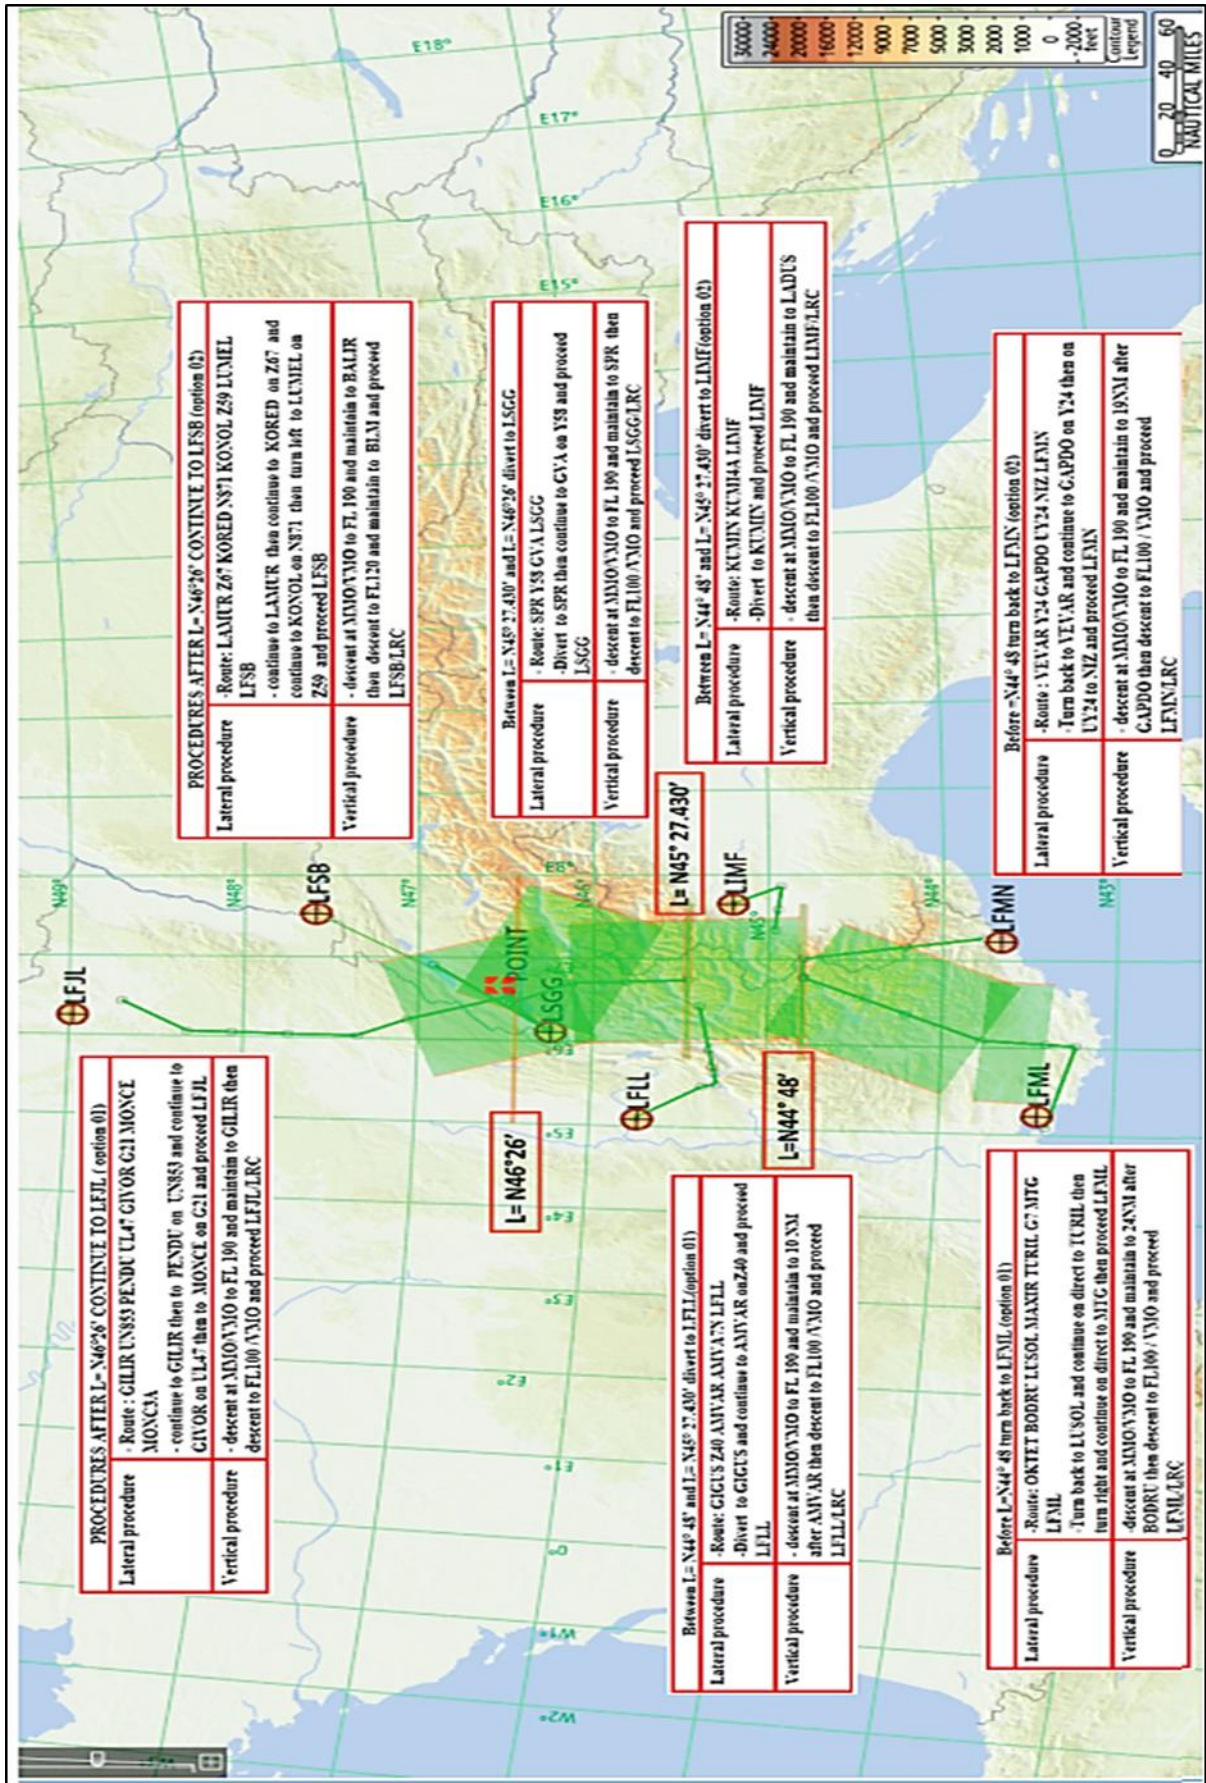 PROCEDURES AFTER L= N46°26' CONTINUE TO LFJL ( option 01)
Lateral procedure
- Route : GILIR UN853 PENDU UL47 GIVOR G21 MONCE
MONC3A
- continue to GILIR then to PENDU on UN853 and continue to
GIVOR on UL47 then to MONCE on G21 and proceed LFJL
Vertical procedure
- descent at MMO/VMO to FL 190 and maintain to GILIR then
descent to FL100 /VMO and proceed LFJL/LRC
PROCEDURES AFTER L= N46°26' CONTINUE TO LFSB (option 02)
Lateral procedure
-Route: LAMUR Z67 KORED N871 KONOL Z59 LUMEL
LFSB
- continue to LAMUR then continue to KORED on Z67 and
continue to KONOL on N871 then turn left to LUMEL on
Z59 and proceed LFSB
Vertical procedure
-descent at MMO/VMO to FL 190 and maintain to BALIR
then descent to FL120 and maintain to BLM and proceed
LFSB/LRC
Between L= N45° 27.430' and L= N46°26' divert to LSGG
Lateral procedure
- Route: SPR Y58 GVA LSGG
-Divert to SPR then continue to GVA on Y58 and proceed
LSGG
Vertical procedure
- descent at MMO/VMO to FL 190 and maintain to SPR then
descent to FL100 /VMO and proceed LSGG/LRC
Between L= N44° 48' and L= N45° 27.430' divert to LFLL(option 01)
Lateral procedure
-Route: GIGUS Z40 AMVAR AMVA7N LFLL
-Divert to GIGUS and continue to AMVAR onZ40 and proceed
LFLL
Vertical procedure
- descent at MMO/VMO to FL 190 and maintain to 10 NM
after AMVAR then descent to FL100 /VMO and proceed
LFLL/LRC
Between L= N44° 48' and L= N45° 27.430' divert to LIMF(option 02)
Lateral procedure
-Route: KUMIN KUMI4A LIMF
-Divert to KUMIN and proceed LIMF
Vertical procedure
- descent at MMO/VMO to FL 190 and maintain to LADUS
then descent to FL100 /VMO and proceed LIMF/LRC
Before L=N44° 48 turn back to LFML (option 01)
Lateral procedure
-Route: OKTET BODRU LUSOL MAXIR TURIL G7 MTG
LFML
-Turn back to LUSOL and continue on direct to TURIL then
turn right and continue on direct to MTG then proceed LFML
Vertical procedure
-descent at MMO/VMO to FL 190 and maintain to 24NM after
BODRU then descent to FL100 / VMO and proceed
LFML/LRC
Before =N44° 48 turn back to LFMN (option 02)
Lateral procedure
-Route : VEVAR Y24 GAPDO UY24 NIZ LFMN
-Turn back to VEVAR and continue to GAPDO on Y24 then on
UY24 to NIZ and proceed LFMN
Vertical procedure
- descent at MMO/VMO to FL 190 and maintain to 19NM after
GAPDO then descent to FL100 / VMO and proceed
LFMN/LRC
L= N46°26'
L= N45° 27.430'
L=N44° 48'
LFJL
LFSB
POINT
LSGG
LFLL
LIMF
LFML
LFMN
N49°
N48°
N47°
N46°
N45°
N44°
N43°
W2°
W1°
0°
E1°
E2°
E3°
E4°
E5°
E6°
E8°
E15°
E16°
E17°
E18°
30000
24000
20000
16000
12000
9000
7000
5000
3000
2000
1000
0
-2000
feet
Contour
Legend
0 20 40 60
NAUTICAL MILES